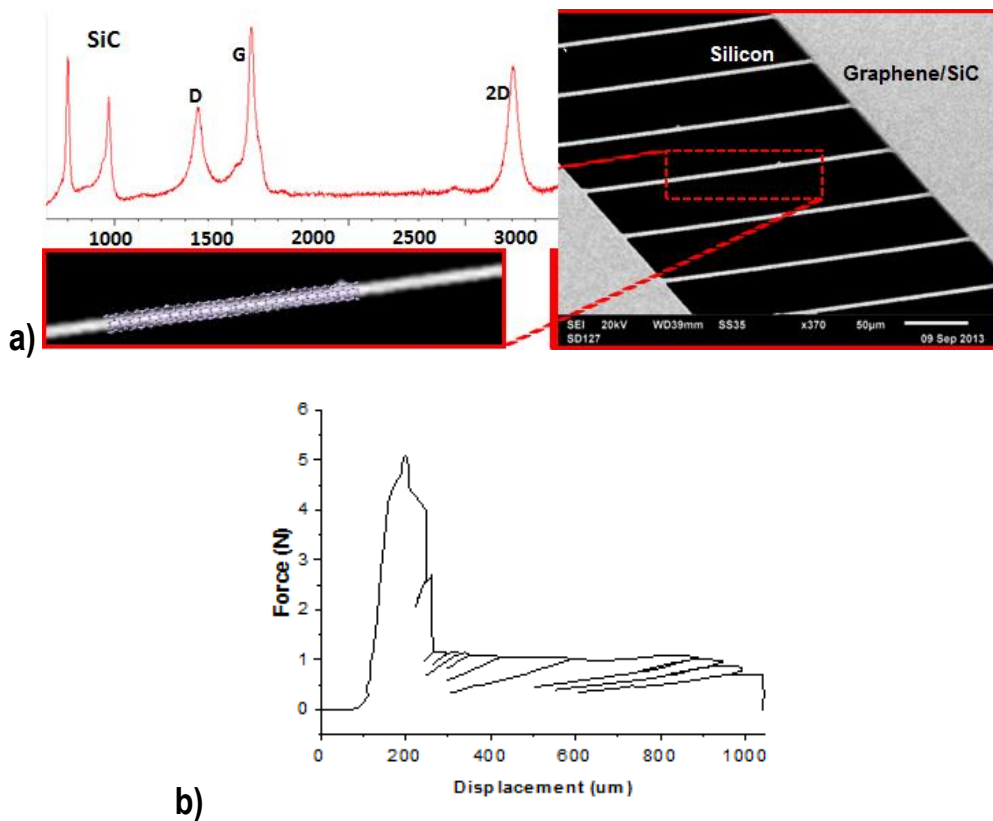 a)
SiC
D
G
2D
1000 1500 2000 2500 3000
Silicon
Graphene/SiC
SEI 20kV WD39mm SS35 x370 50µm
SD127 09 Sep 2013
b)
Force (N)
6
5
4
3
2
1
0
0 200 400 600 800 1000
Displacement (um)